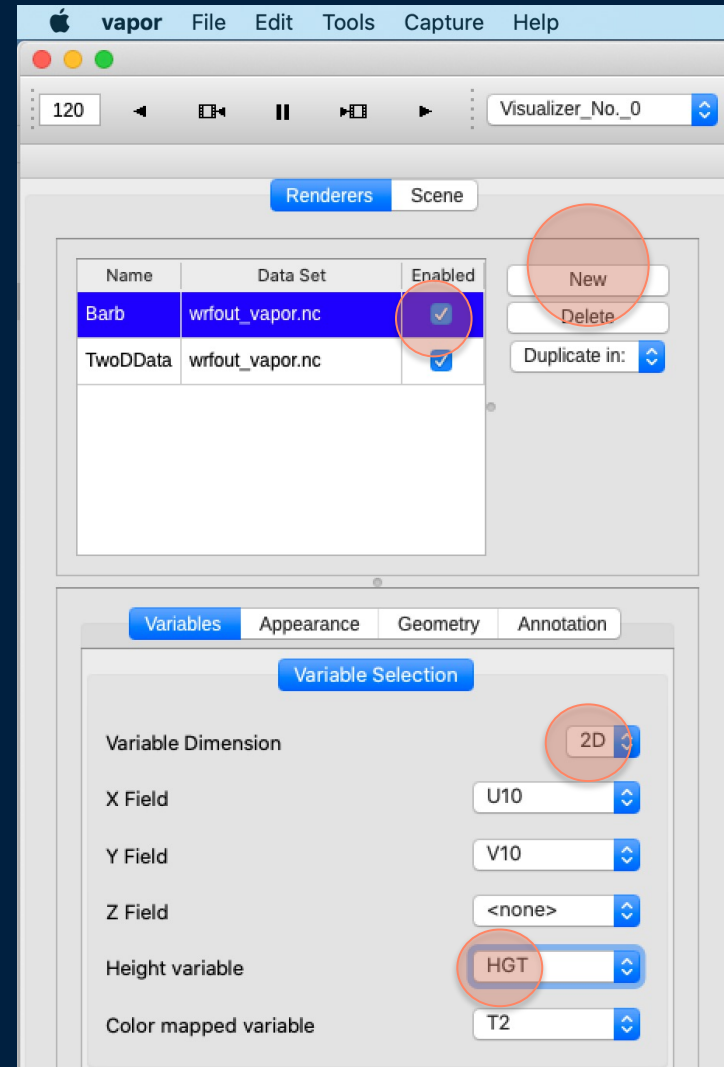 vapor File Edit Tools Capture Help
120 Visualizer_No._0
Renderers Scene
Name Data Set Enabled New
Barb wrfout_vapor.nc Delete
TwoDData wrfout_vapor.nc Duplicate in:
Variables Appearance Geometry Annotation
Variable Selection
Variable Dimension 2D
X Field U10
Y Field V10
Z Field <none>
Height variable HGT
Color mapped variable T2